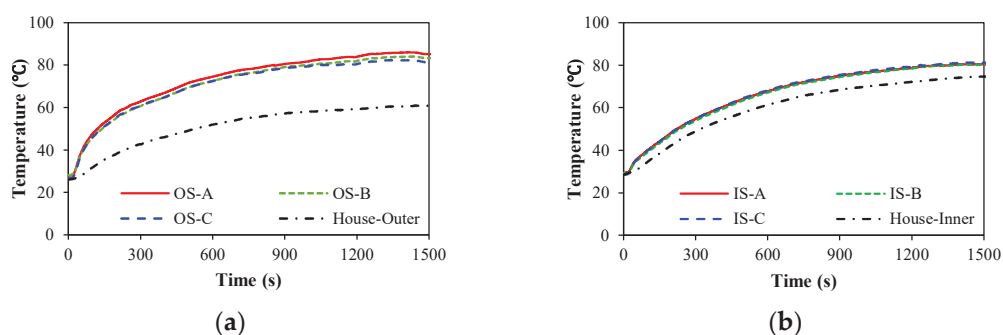 Temperature (℃)
100
80
60
40
20
0
OS-A
OS-B
OS-C
House-Outer
0
300
600
900
1200
1500
Time (s)
(a)
Temperature (℃)
100
80
60
40
20
0
IS-A
IS-B
IS-C
House-Inner
0
300
600
900
1200
1500
Time (s)
(b)